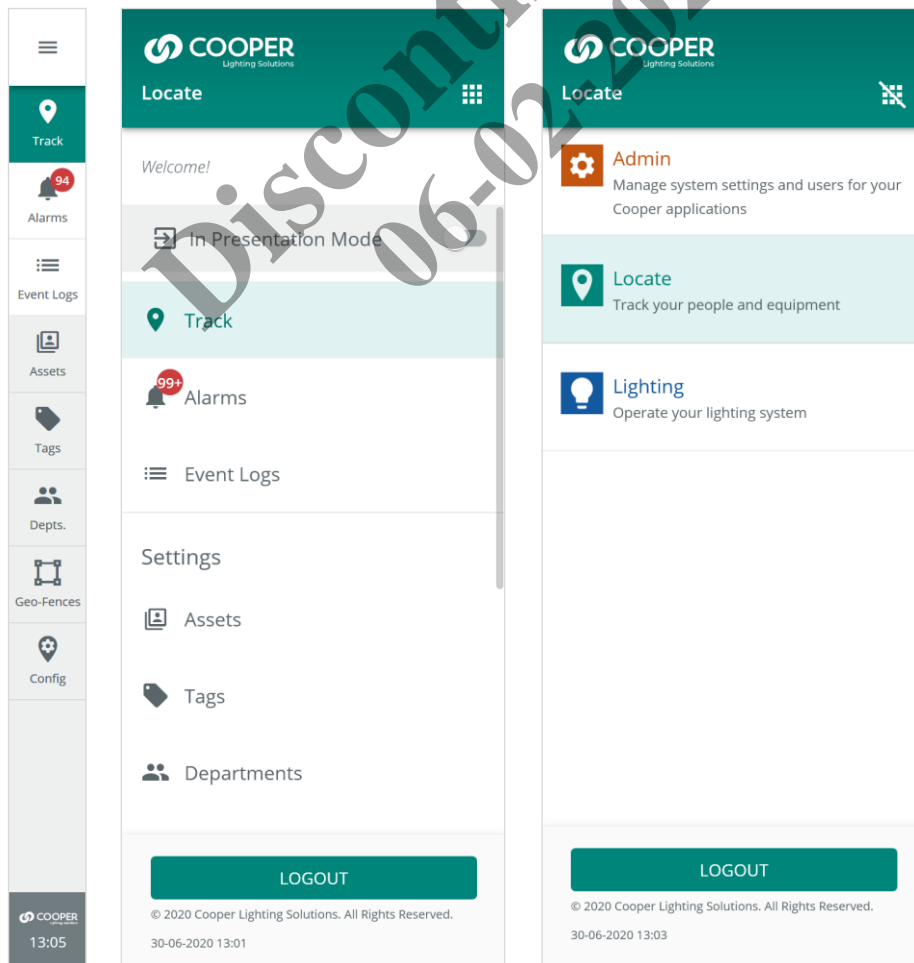 Track
94
Alarms
Event Logs
Assets
Tags
Depts.
Geo-Fences
Config
COOPER
13:05
COOPER
Lighting Solutions
Locate
Welcome!
In Presentation Mode
Track
99+
Alarms
Event Logs
Settings
Assets
Tags
Departments
LOGOUT
© 2020 Cooper Lighting Solutions. All Rights Reserved.
30-06-2020 13:01
COOPER
Lighting Solutions
Locate
Admin
Manage system settings and users for your
Cooper applications
Locate
Track your people and equipment
Lighting
Operate your lighting system
LOGOUT
© 2020 Cooper Lighting Solutions. All Rights Reserved.
30-06-2020 13:03